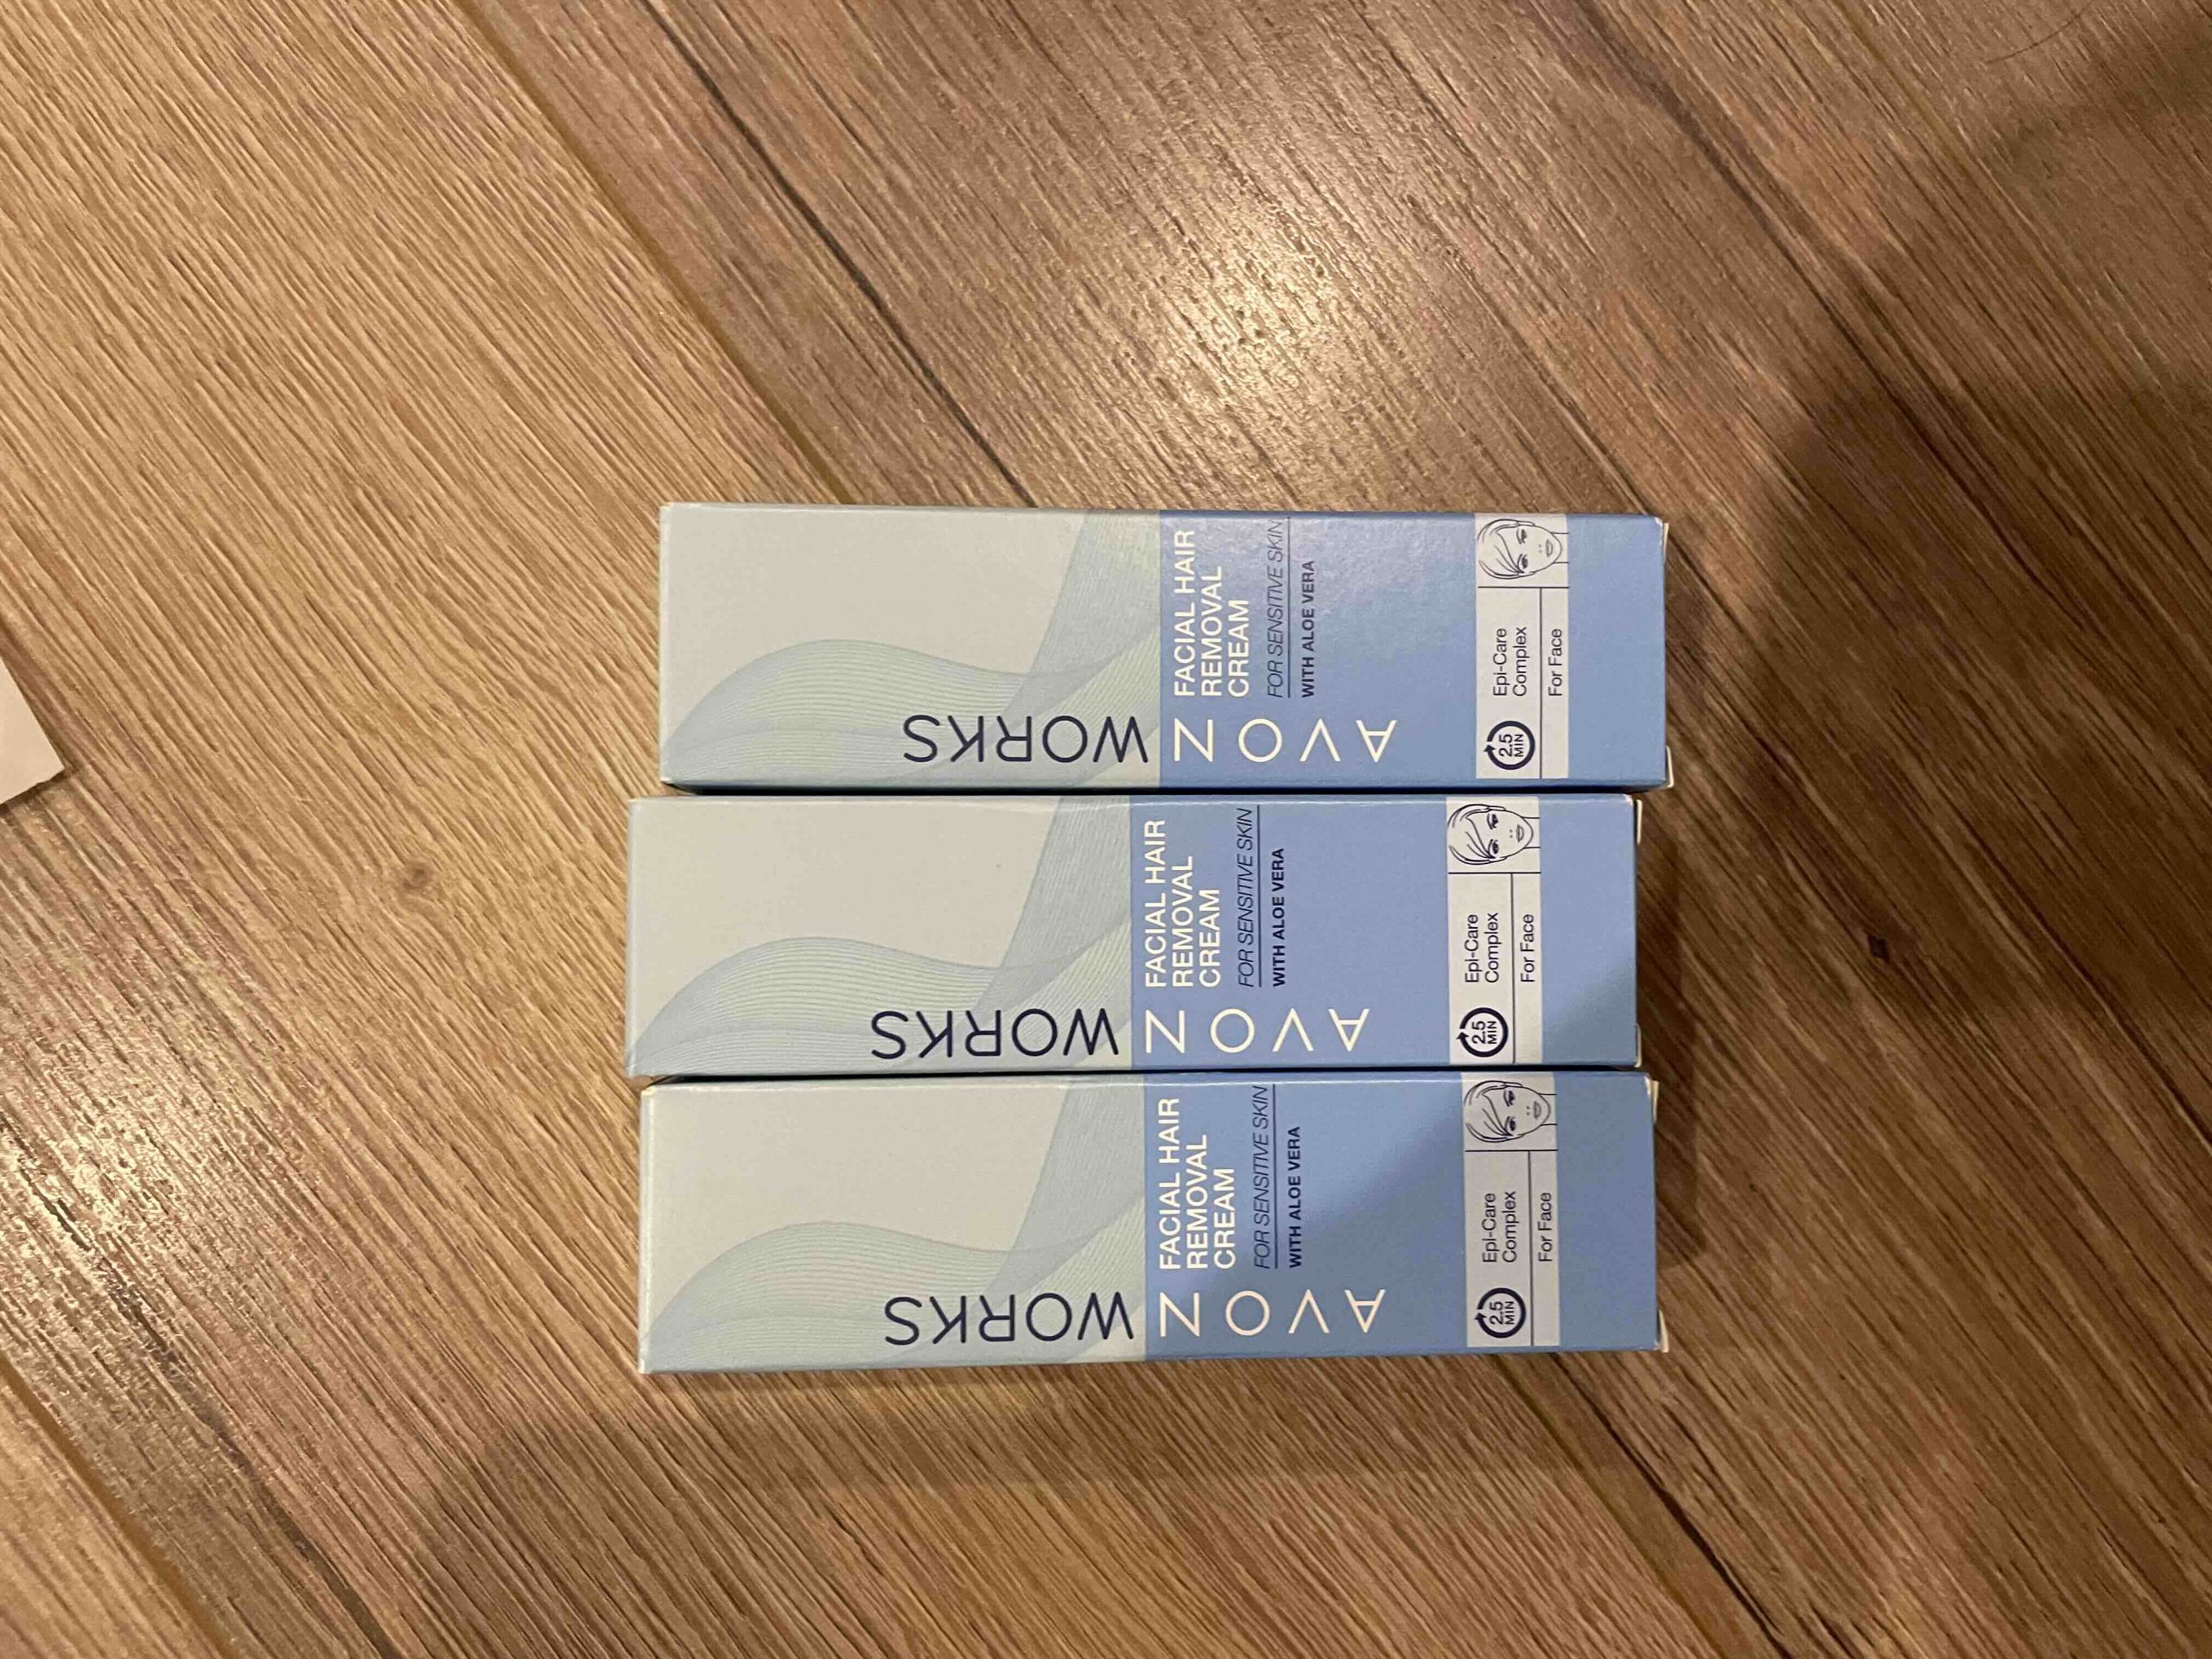 AVON WORKS
FACIAL HAIR
REMOVAL
CREAM
FOR SENSITIVE SKIN
WITH ALOE VERA
2.5
MIN
Epi-Care
Complex
For Face
AVON WORKS
FACIAL HAIR
REMOVAL
CREAM
FOR SENSITIVE SKIN
WITH ALOE VERA
2.5
MIN
Epi-Care
Complex
For Face
AVON WORKS
FACIAL HAIR
REMOVAL
CREAM
FOR SENSITIVE SKIN
WITH ALOE VERA
2.5
MIN
Epi-Care
Complex
For Face